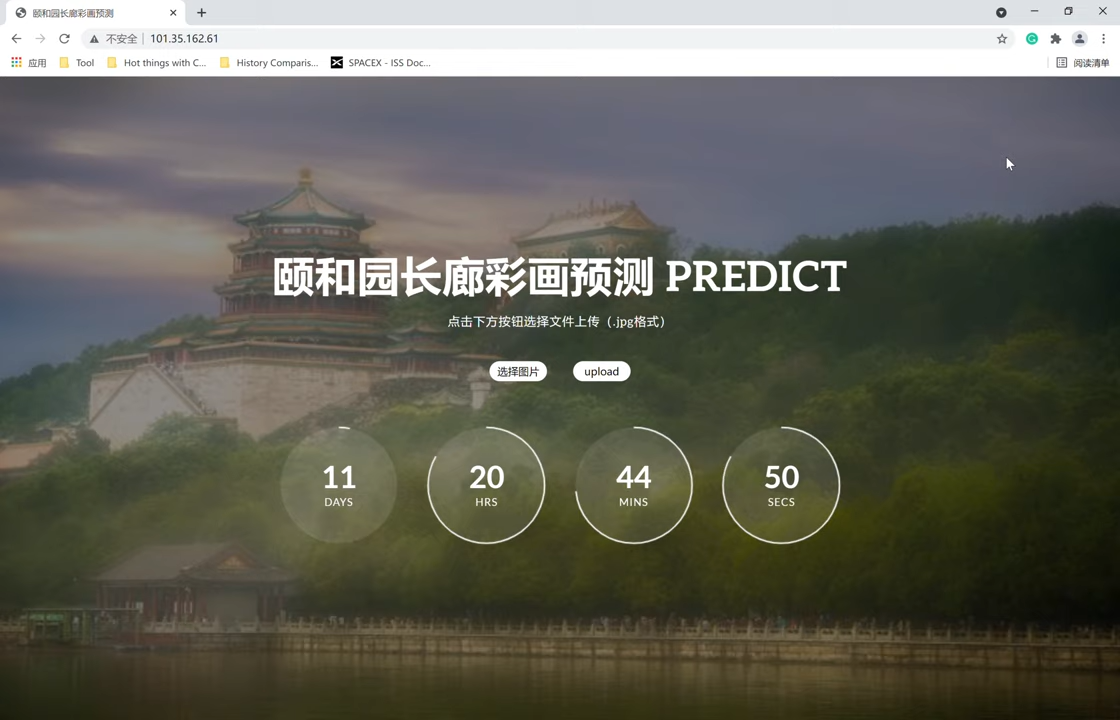 颐和园长廊彩画预测
不安全 101.35.162.61
应用 Tool Hot things with C... History Comparis... SPACEX - ISS Doc... 阅读清单
颐和园长廊彩画预测 PREDICT
点击下方按钮选择文件上传（.jpg格式）
选择图片 upload
11 20 44 50
DAYS HRS MINS SECS